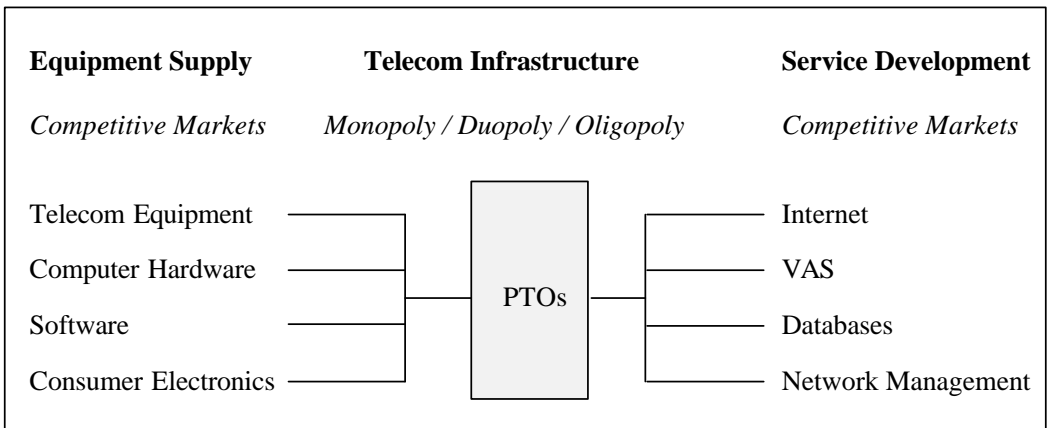 Equipment Supply
Telecom Infrastructure
Service Development
Competitive Markets
Monopoly / Duopoly / Oligopoly
Competitive Markets
Telecom Equipment
Computer Hardware
Software
Consumer Electronics
PTOs
Internet
VAS
Databases
Network Management